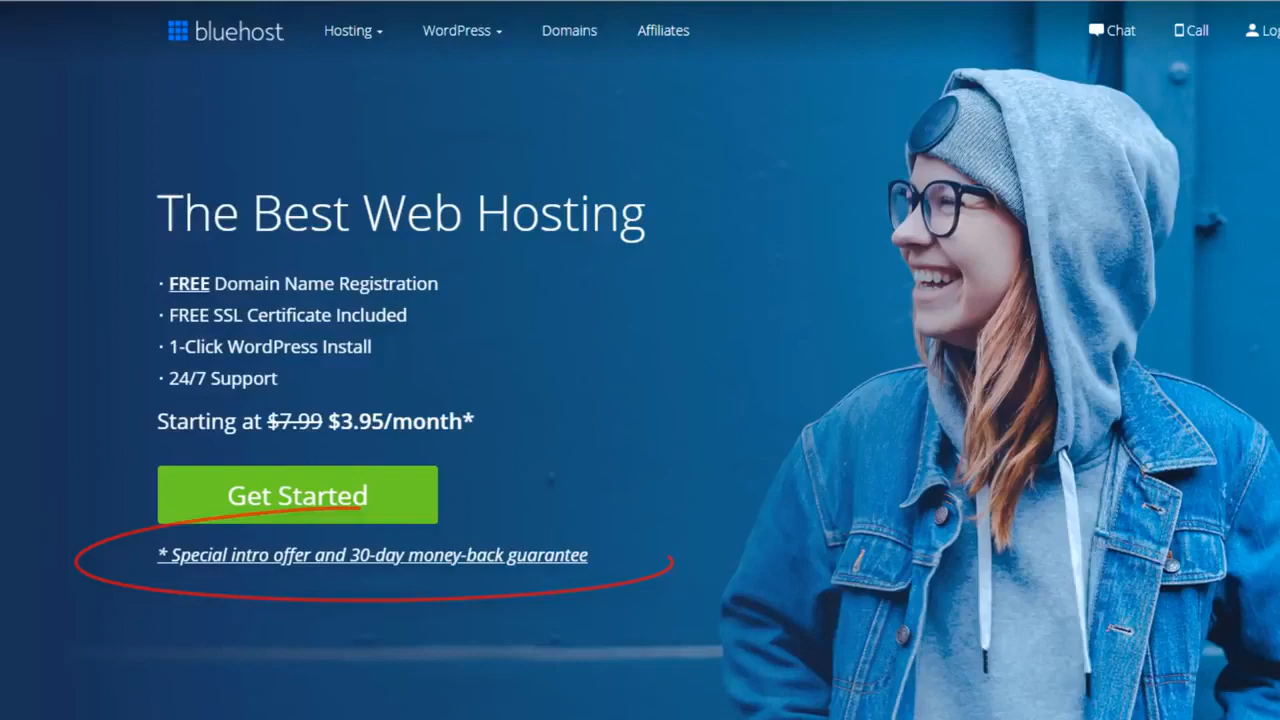 bluehost Hosting WordPress Domains Affiliates Chat Call
The Best Web Hosting
· FREE Domain Name Registration
· FREE SSL Certificate Included
· 1-Click WordPress Install
· 24/7 Support
Starting at $7.99 $3.95/month*
Get Started
* Special intro offer and 30-day money-back guarantee